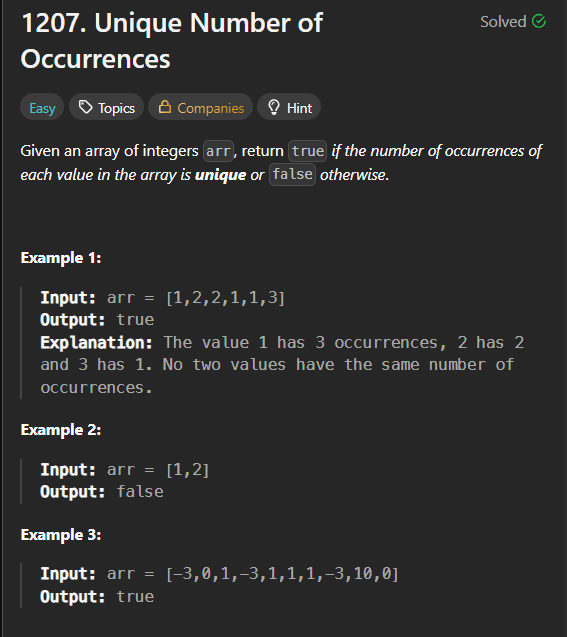 1207. Unique Number of
Solved
Occurrences
Easy
Topics
Companies
Hint
Given an array of integers arr, return true if the number of occurrences of
each value in the array is unique or false otherwise.
Example 1:
Input: arr = [1,2,2,1,1,3]
Output: true
Explanation: The value 1 has 3 occurrences, 2 has 2
and 3 has 1. No two values have the same number of
occurrences.
Example 2:
Input: arr = [1,2]
Output: false
Example 3:
Input: arr = [-3,0,1,-3,1,1,1,-3,10,0]
Output: true